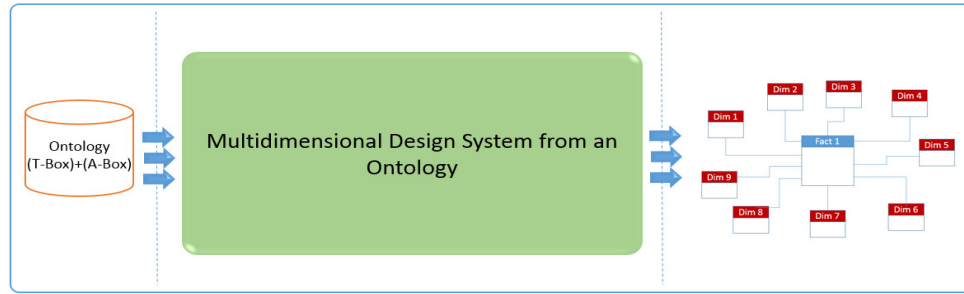 Ontology
(T-Box)+(A-Box)
Multidimensional Design System from an
Ontology
Dim 1
Dim 2
Dim 3
Dim 4
Fact 1
Dim 5
Dim 9
Dim 8
Dim 7
Dim 6